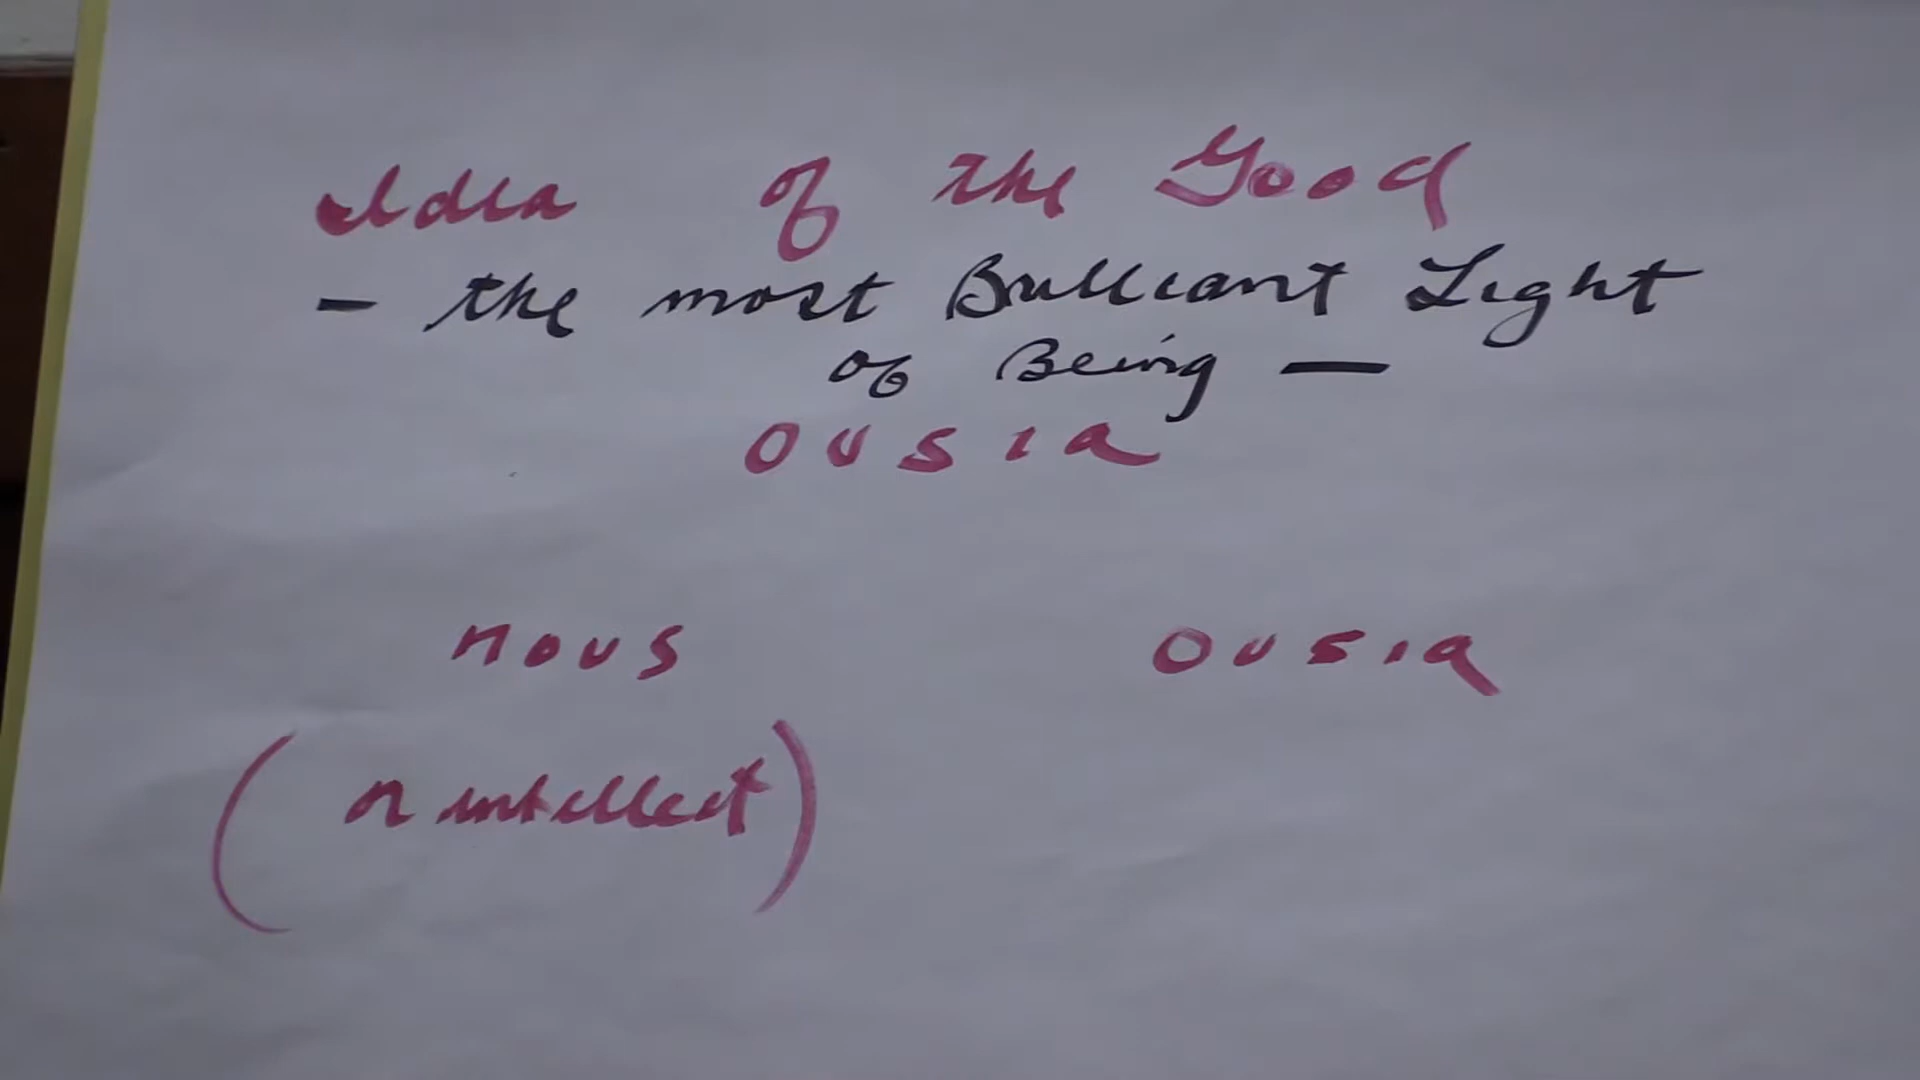 Idea of the Good
- the most Brilliant Light
of Being —
ousia
nous ousia
(or intellect)